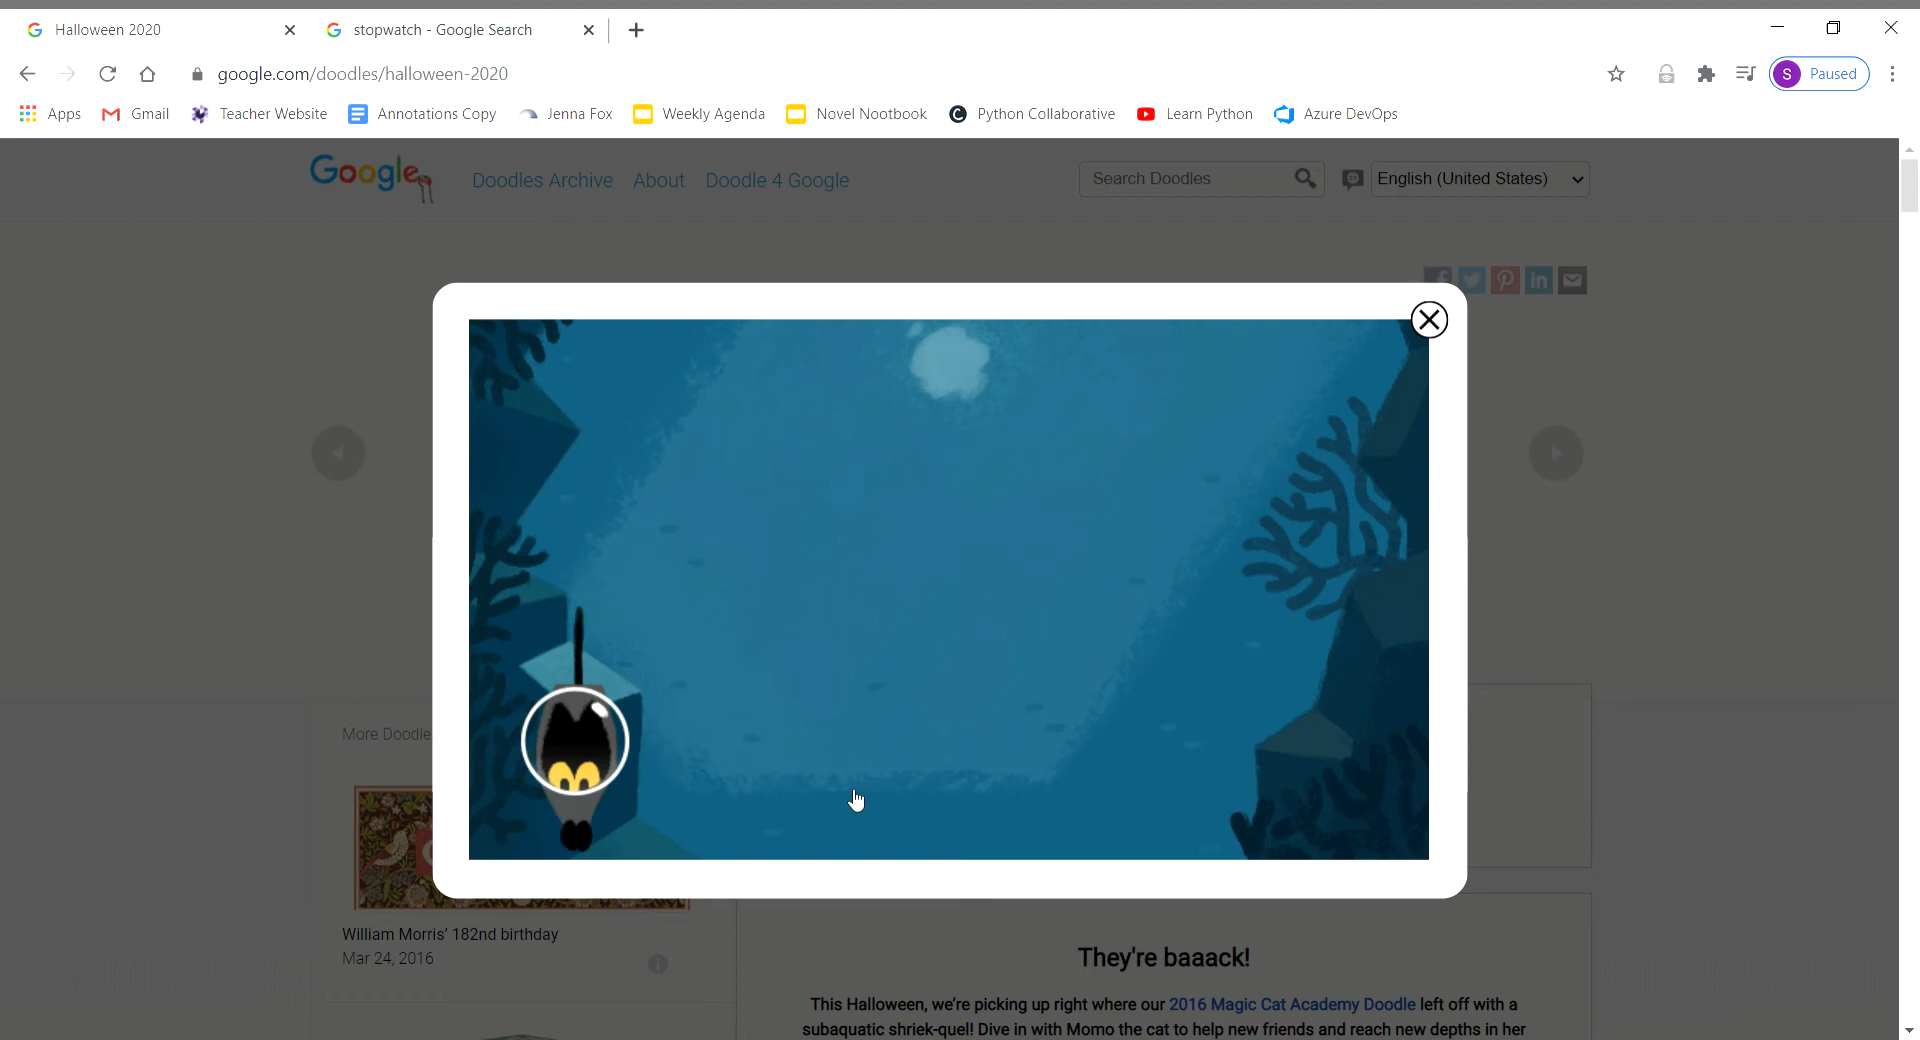 Halloween 2020
stopwatch - Google Search
google.com/doodles/halloween-2020
S Paused
Apps Gmail Teacher Website Annotations Copy Jenna Fox Weekly Agenda Novel Nootbook Python Collaborative Learn Python Azure DevOps
Google Doodles Archive About Doodle 4 Google Search Doodles English (United States)
More Doodle
William Morris' 182nd birthday
Mar 24, 2016
They're baaack!
This Halloween, we're picking up right where our 2016 Magic Cat Academy Doodle left off with a
subaquatic shriek-quel! Dive in with Momo the cat to help new friends and reach new depths in her